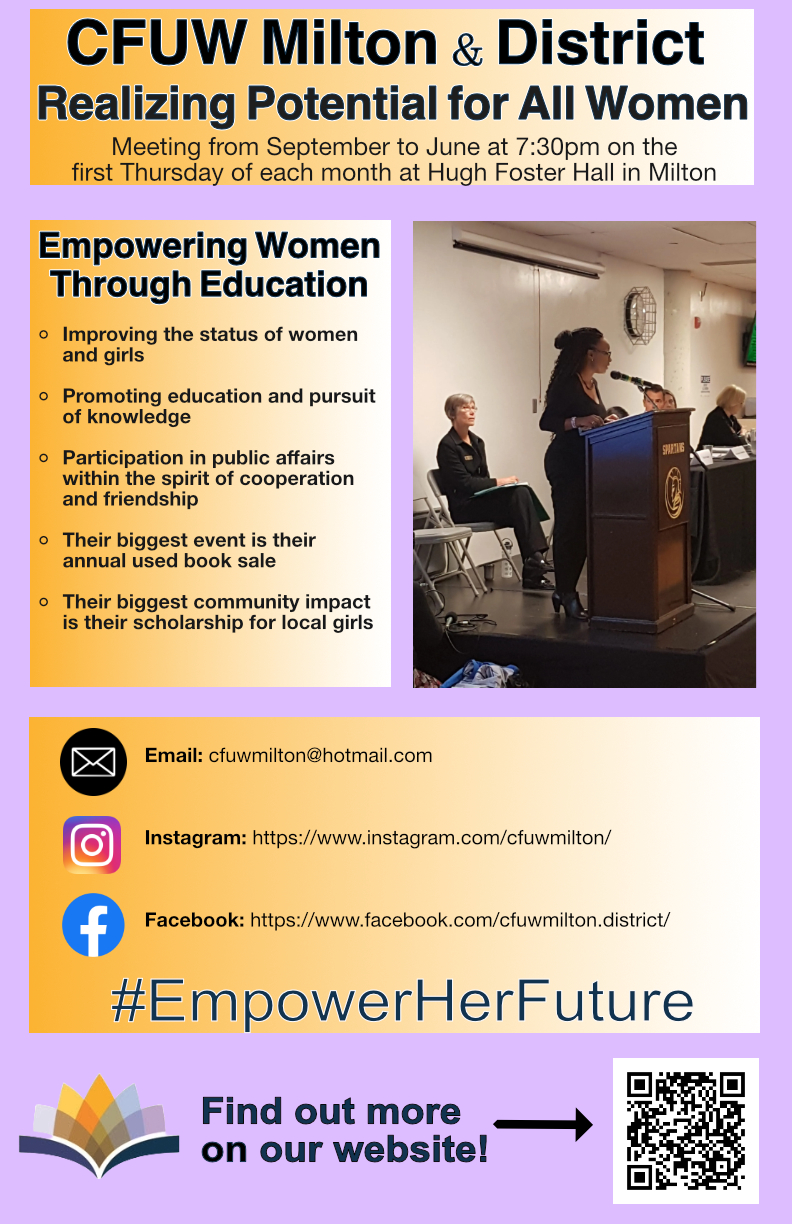 CFUW Milton & District
Realizing Potential for All Women
Meeting from September to June at 7:30pm on the
first Thursday of each month at Hugh Foster Hall in Milton
Empowering Women
Through Education
Improving the status of women
and girls
Promoting education and pursuit
of knowledge
Participation in public affairs
within the spirit of cooperation
and friendship
Their biggest event is their
annual used book sale
Their biggest community impact
is their scholarship for local girls
SPARTANS
Email: cfuwmilton@hotmail.com
Instagram: https://www.instagram.com/cfuwmilton/
Facebook: https://www.facebook.com/cfuwmilton.district/
#EmpowerHerFuture
Find out more
on our website!